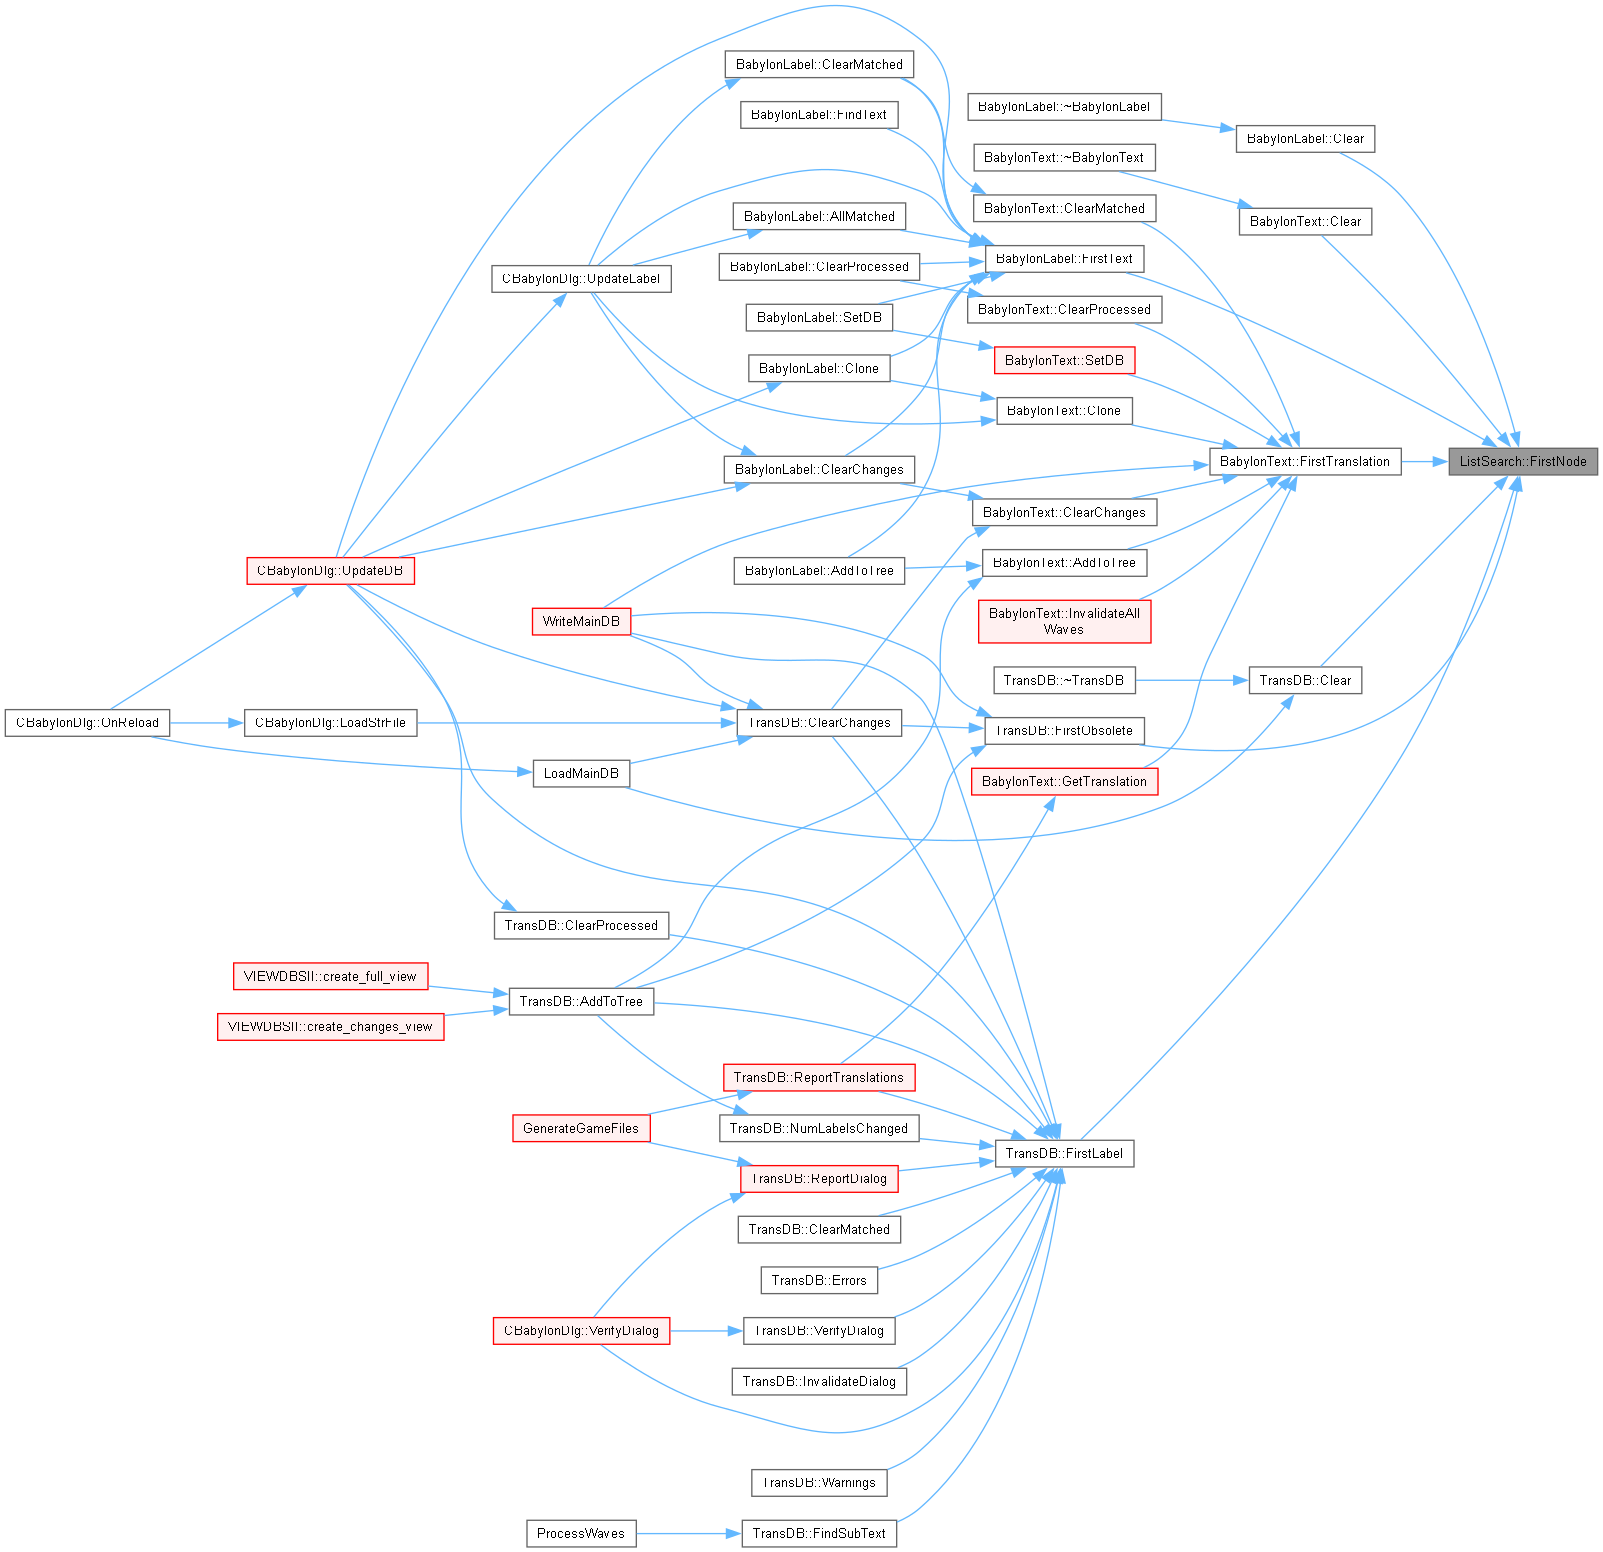 BabylonLabel::ClearMatched
BabylonLabel::~BabylonLabel
BabylonLabel::FindText
BabylonLabel::Clear
BabylonText::~BabylonText
BabylonText::ClearMatched
BabylonLabel::AllMatched
BabylonText::Clear
BabylonLabel::FirstText
BabylonLabel::ClearProcessed
CBabylonDlg::UpdateLabel
BabylonText::ClearProcessed
BabylonLabel::SetDB
BabylonText::SetDB
BabylonLabel::Clone
BabylonText::Clone
BabylonText::FirstTranslation
ListSearch::FirstNode
BabylonLabel::ClearChanges
BabylonText::ClearChanges
BabylonText::AddToTree
CBabylonDlg::UpdateDB
BabylonLabel::AddToTree
BabylonText::InvalidateAll
Waves
WriteMainDB
TransDB::~TransDB
TransDB::Clear
CBabylonDlg::OnReload
CBabylonDlg::LoadStrFile
TransDB::ClearChanges
TransDB::FirstObsolete
LoadMainDB
BabylonText::GetTranslation
TransDB::ClearProcessed
VIEWDBSII::create_full_view
TransDB::AddToTree
VIEWDBSII::create_changes_view
TransDB::ReportTranslations
GenerateGameFiles
TransDB::NumLabelsChanged
TransDB::FirstLabel
TransDB::ReportDialog
TransDB::ClearMatched
TransDB::Errors
CBabylonDlg::VerifyDialog
TransDB::VerifyDialog
TransDB::InvalidateDialog
TransDB::Warnings
ProcessWaves
TransDB::FindSubText